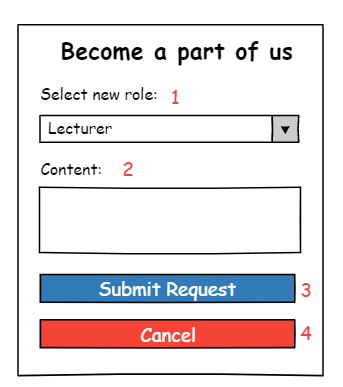 Become a part of us
Select new role: 1
Lecturer
Content: 2
Submit Request 3
Cancel 4